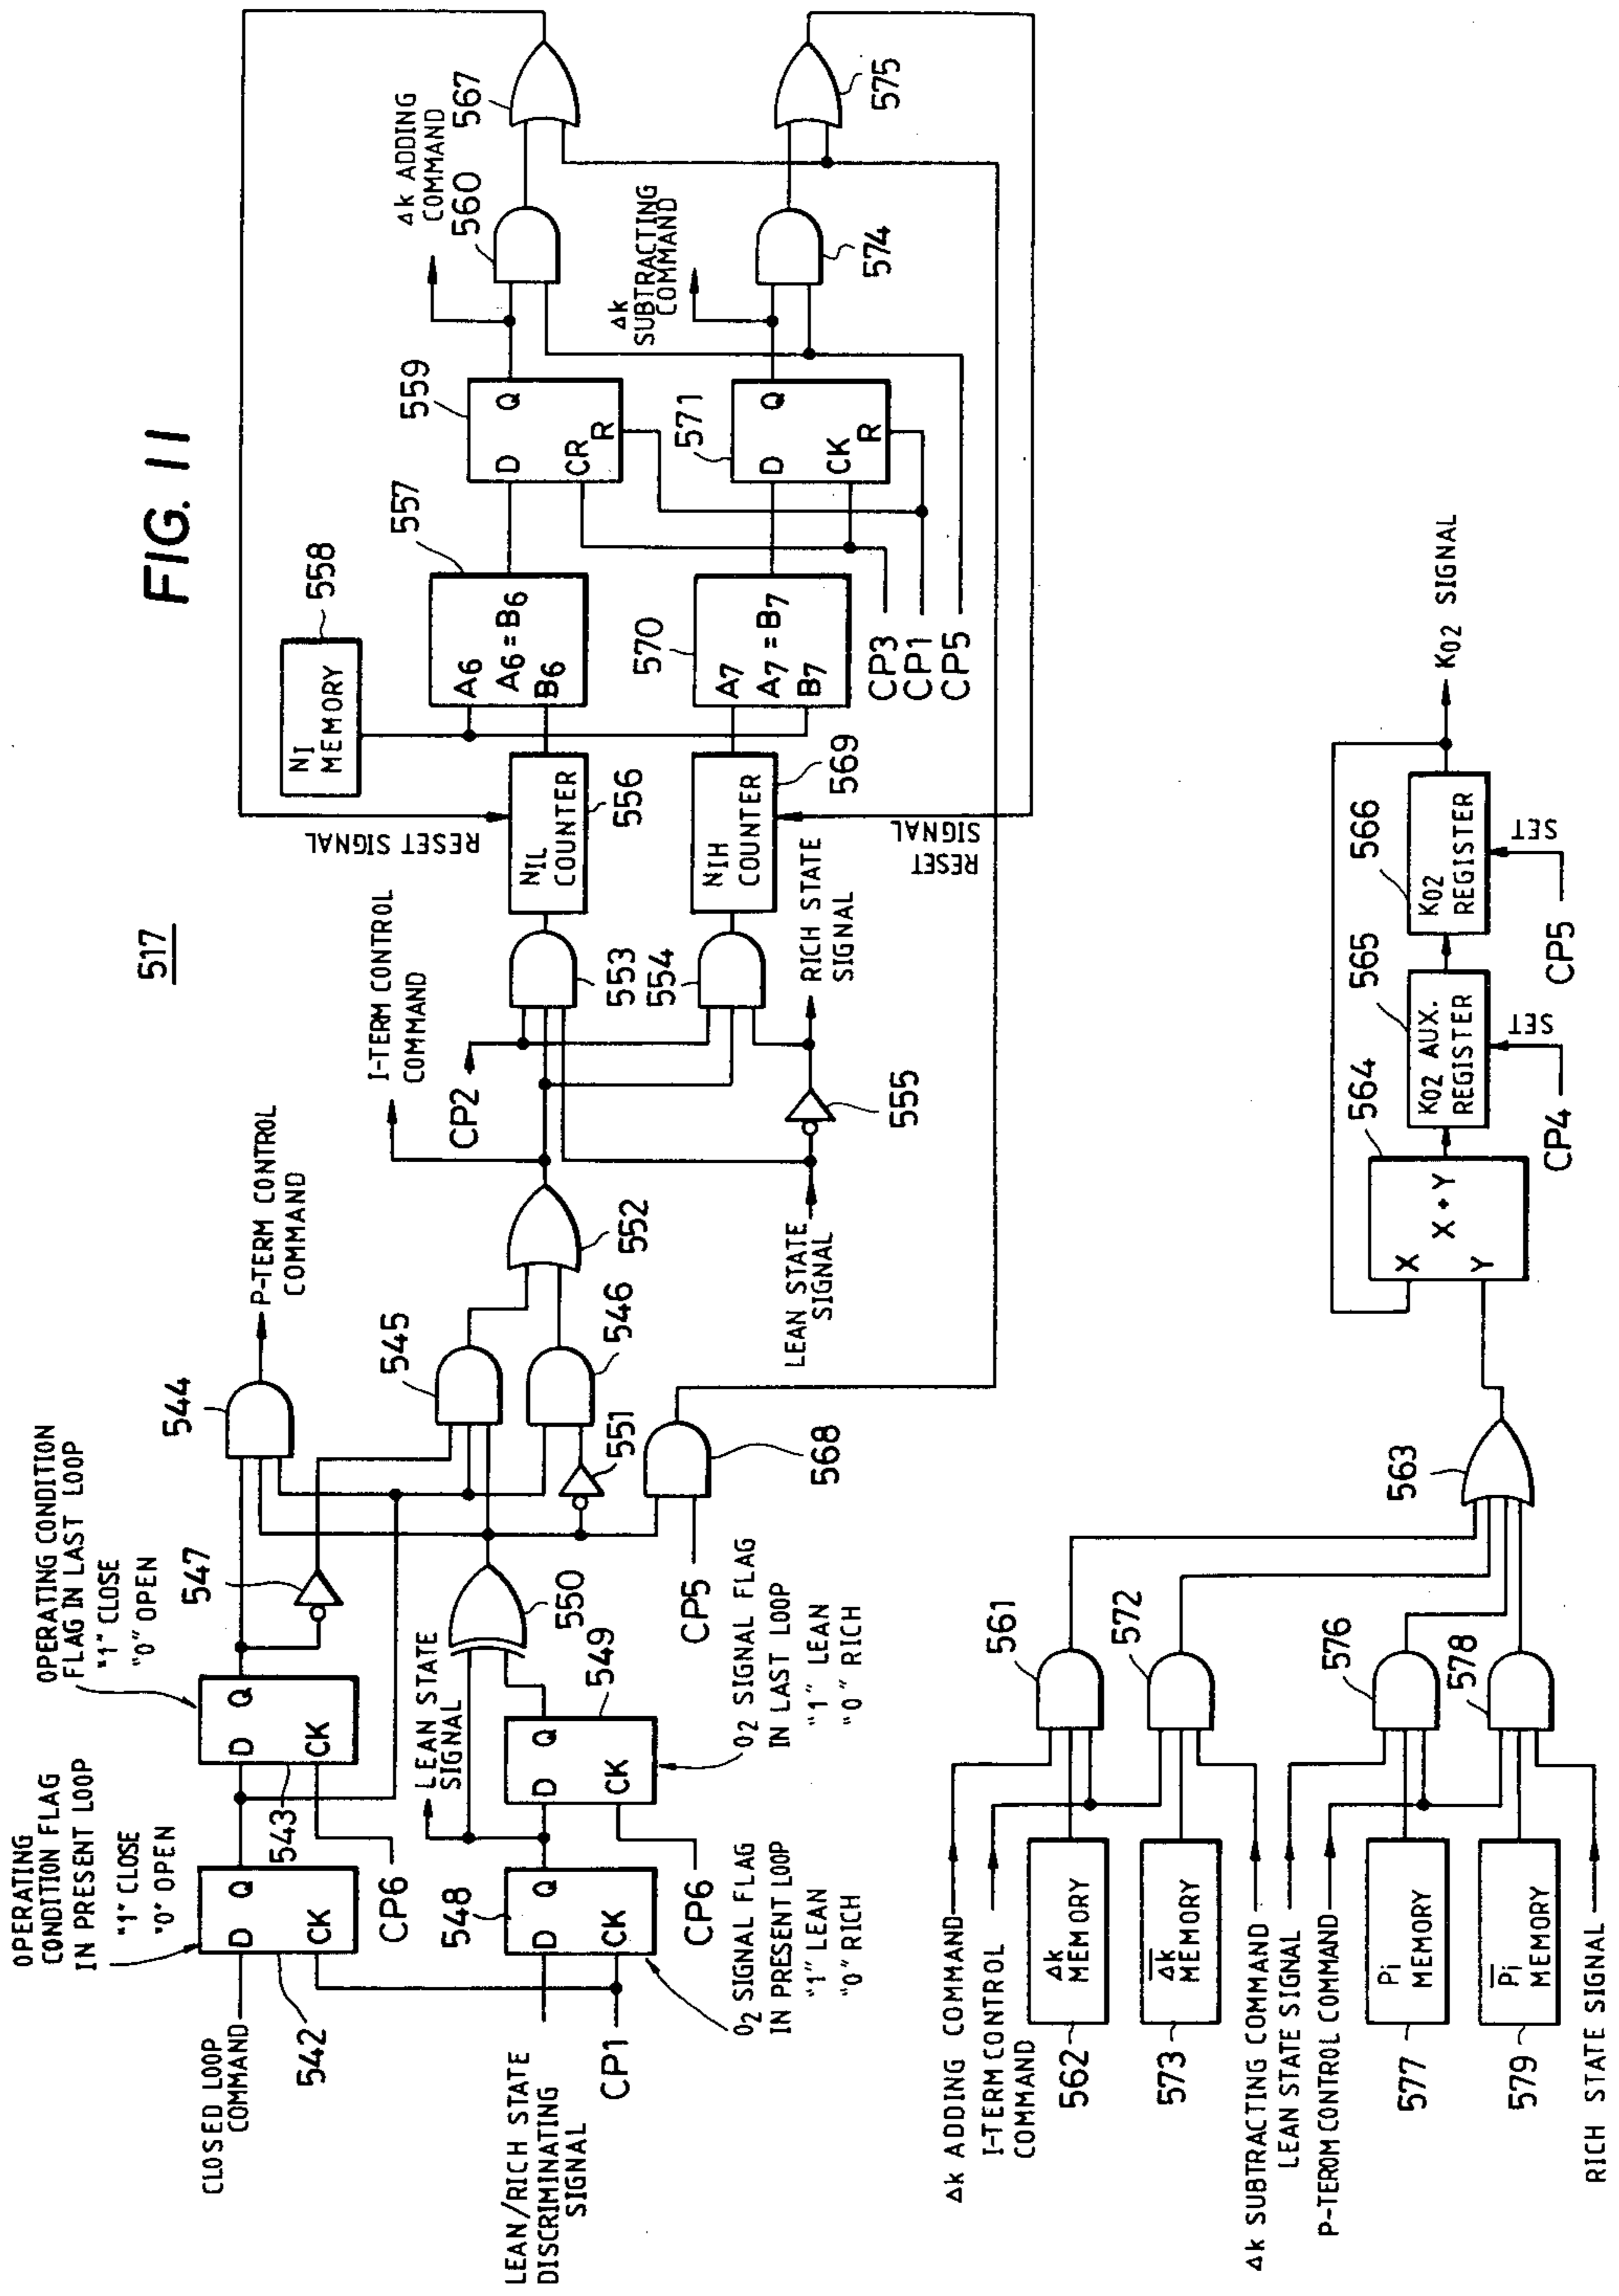 FIG. 11
517
OPERATING
CONDITION FLAG
IN PRESENT LOOP
"1" CLOSE
"0" OPEN
OPERATING CONDITION
FLAG IN LAST LOOP
"1" CLOSE
"0" OPEN
CLOSED LOOP
COMMAND
D
Q
CK
542
D
Q
CK
543
CP6
547
544
P-TERM CONTROL
COMMAND
545
546
551
552
I-TERM CONTROL
COMMAND
LEAN/RICH STATE
DISCRIMINATING
SIGNAL
CP1
548
D
Q
CK
O2 SIGNAL FLAG
IN PRESENT LOOP
"1" LEAN
"0" RICH
LEAN STATE
SIGNAL
D
Q
CK
549
CP6
O2 SIGNAL FLAG
IN LAST LOOP
"1" LEAN
"0" RICH
550
CP5
568
CP2
553
554
LEAN STATE
SIGNAL
555
RICH STATE
SIGNAL
RESET SIGNAL
NIL
COUNTER
556
NIH
COUNTER
569
RESET
SIGNAL
NI
MEMORY
558
557
A6
A6 = B6
B6
570
A7
A7 = B7
B7
CP3
CP1
CP5
559
D
Q
CR
R
571
D
Q
CK
R
Δk ADDING
COMMAND
560
567
Δk
SUBTRACTING
COMMAND
574
575
Δk ADDING COMMAND
I-TERM CONTROL
COMMAND
562
Δk
MEMORY
561
573
Δ̅k̅
MEMORY
572
Δk SUBTRACTING COMMAND
LEAN STATE SIGNAL
P-TEROM CONTROL COMMAND
577
Pi
MEMORY
576
579
P̅i̅
MEMORY
578
RICH STATE SIGNAL
563
564
X
X + Y
Y
565
KO2 AUX.
REGISTER
SET
CP4
566
KO2
REGISTER
SET
CP5
KO2 SIGNAL